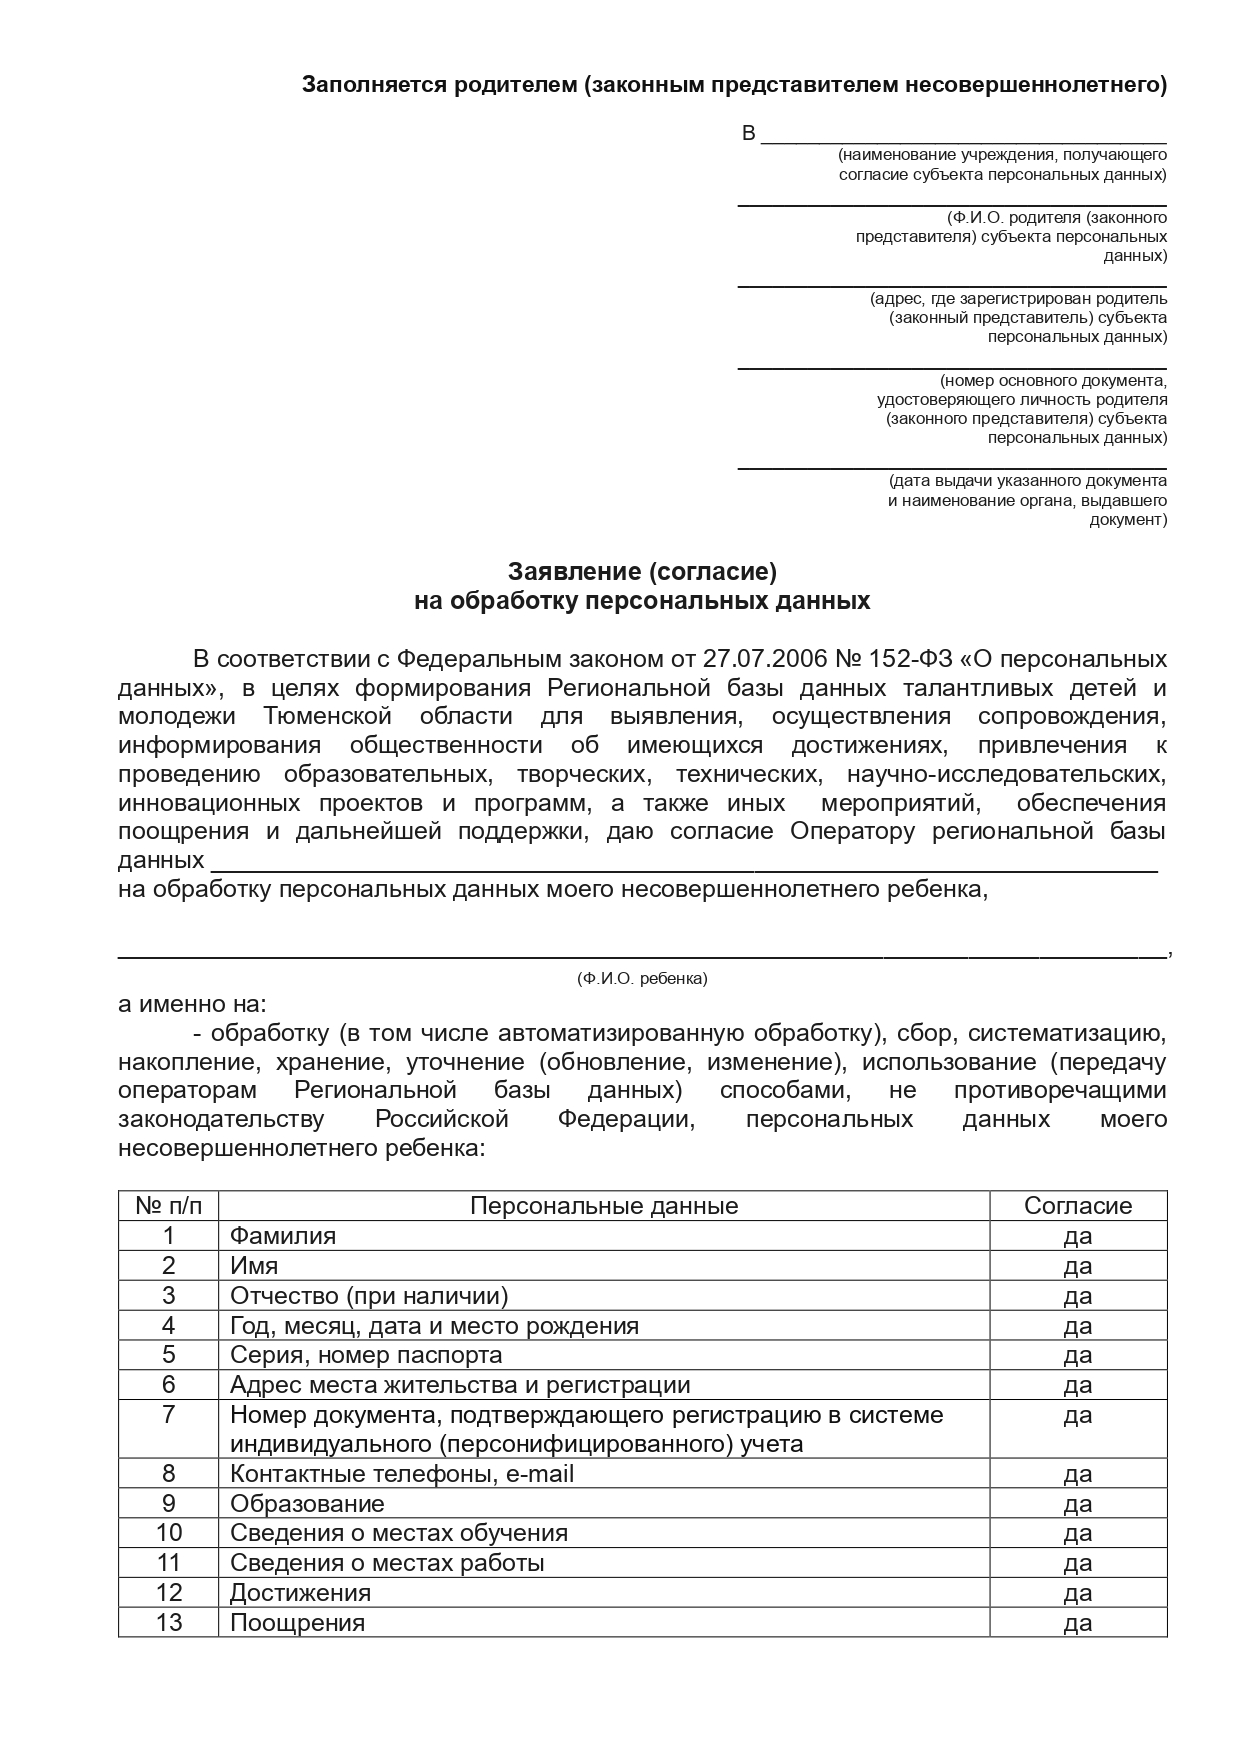 Заполняется родителем (законным представителем несовершеннолетнего)
В ___________________________________
(наименование учреждения, получающего
согласие субъекта персональных данных)
(Ф.И.О. родителя (законного
представителя) субъекта персональных
данных)
(адрес, где зарегистрирован родитель
(законный представитель) субъекта
персональных данных)
(номер основного документа,
удостоверяющего личность родителя
(законного представителя) субъекта
персональных данных)
(дата выдачи указанного документа
и наименование органа, выдавшего
документ)
Заявление (согласие)
на обработку персональных данных
В соответствии с Федеральным законом от 27.07.2006 № 152-ФЗ «О персональных
данных», в целях формирования Региональной базы данных талантливых детей и
молодежи Тюменской области для выявления, осуществления сопровождения,
информирования общественности об имеющихся достижениях, привлечения к
проведению образовательных, творческих, технических, научно-исследовательских,
инновационных проектов и программ, а также иных мероприятий, обеспечения
поощрения и дальнейшей поддержки, даю согласие Оператору региональной базы
данных ___________________________________
на обработку персональных данных моего несовершеннолетнего ребенка,
___________________________________,
(Ф.И.О. ребенка)
а именно на:
- обработку (в том числе автоматизированную обработку), сбор, систематизацию,
накопление, хранение, уточнение (обновление, изменение), использование (передачу
операторам Региональной базы данных) способами, не противоречащими
законодательству Российской Федерации, персональных данных моего
несовершеннолетнего ребенка:
№ п/п Персональные данные Согласие
1 Фамилия да
2 Имя да
3 Отчество (при наличии) да
4 Год, месяц, дата и место рождения да
5 Серия, номер паспорта да
6 Адрес места жительства и регистрации да
7 Номер документа, подтверждающего регистрацию в системе да
индивидуального (персонифицированного) учета
8 Контактные телефоны, e-mail да
9 Образование да
10 Сведения о местах обучения да
11 Сведения о местах работы да
12 Достижения да
13 Поощрения да